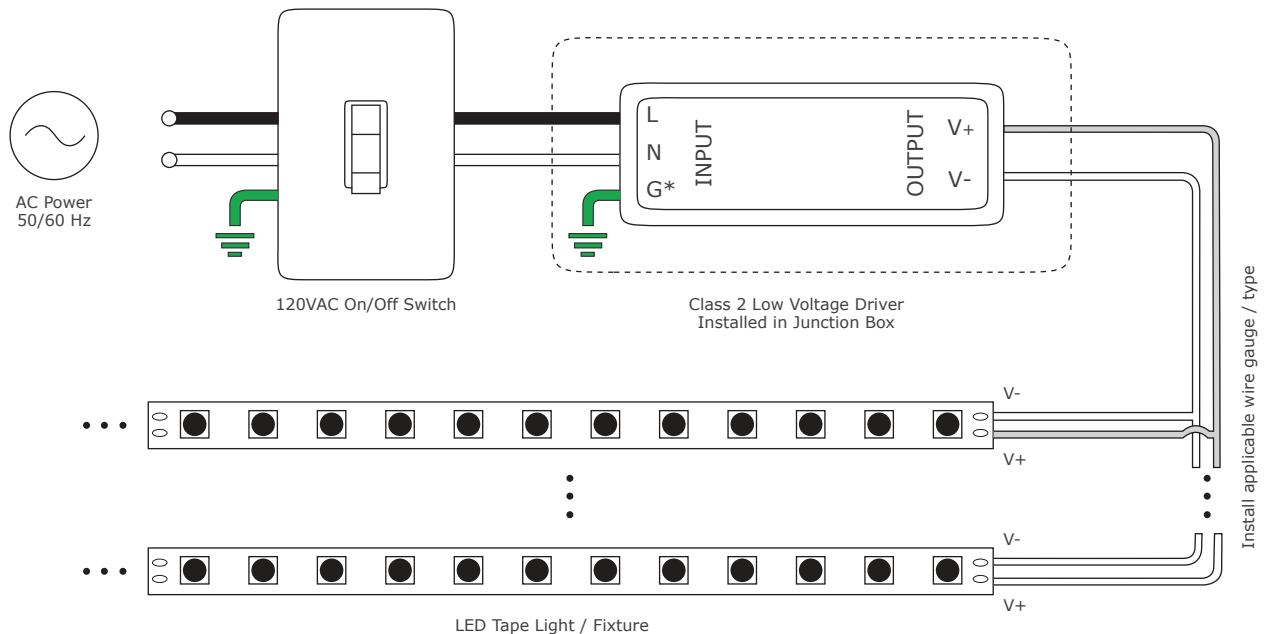 AC Power
50/60 Hz
120VAC On/Off Switch
L
N
G*
INPUT
OUTPUT
V+
V-
Class 2 Low Voltage Driver
Installed in Junction Box
Install applicable wire gauge / type
V-
V+
V-
V+
LED Tape Light / Fixture